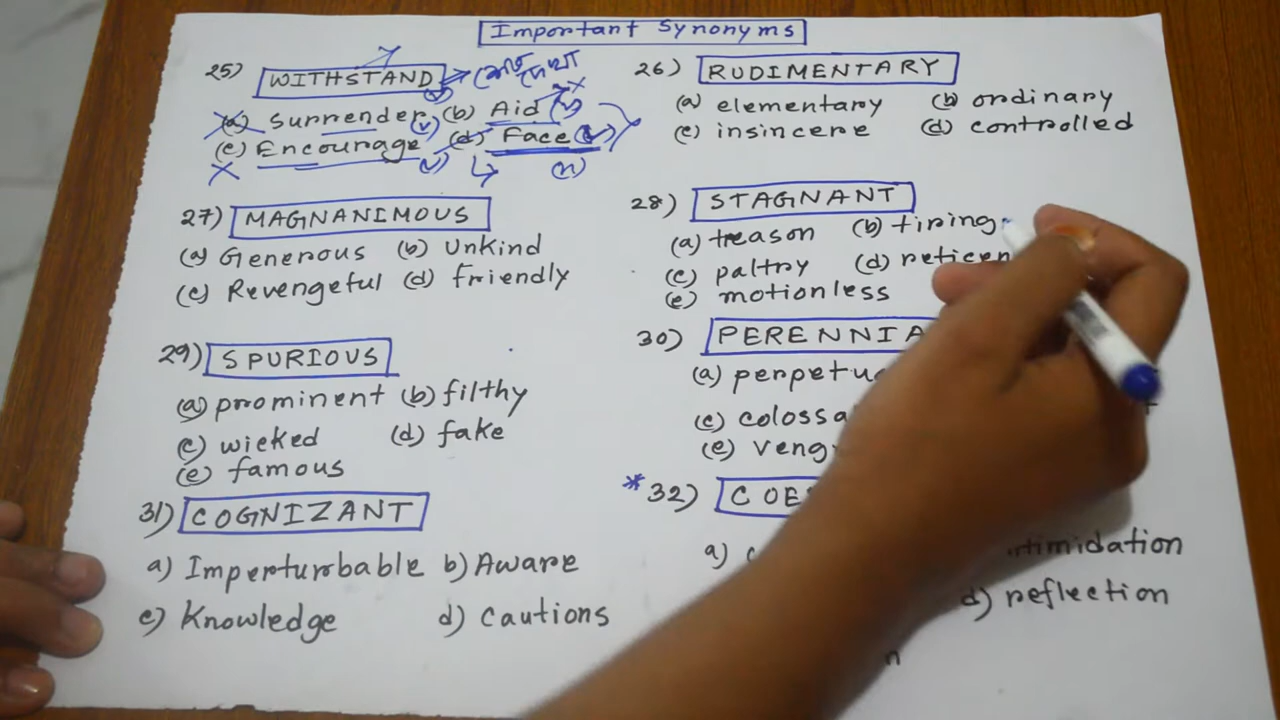 Important Synonyms
25) WITHSTAND
(a) Surrender (v) (b) Aid (v)
(c) Encourage (v) (d) Face (v)
(n)
26) RUDIMENTARY
(a) elementary (b) ordinary
(c) insincere (d) controlled
27) MAGNANIMOUS
(a) Generous (b) Unkind
(c) Revengeful (d) friendly
28) STAGNANT
(a) treason (b) tiring
(c) paltry (d) reticen
(e) motionless
29) SPURIOUS
(a) prominent (b) filthy
(c) wicked (d) fake
(e) famous
30) PERENNIA
(a) perpetu
(c) colossa
(e) veng
31) COGNIZANT
a) Imperturbable b) Aware
c) Knowledge d) cautions
*32) COE
a) intimidation
d) reflection
n